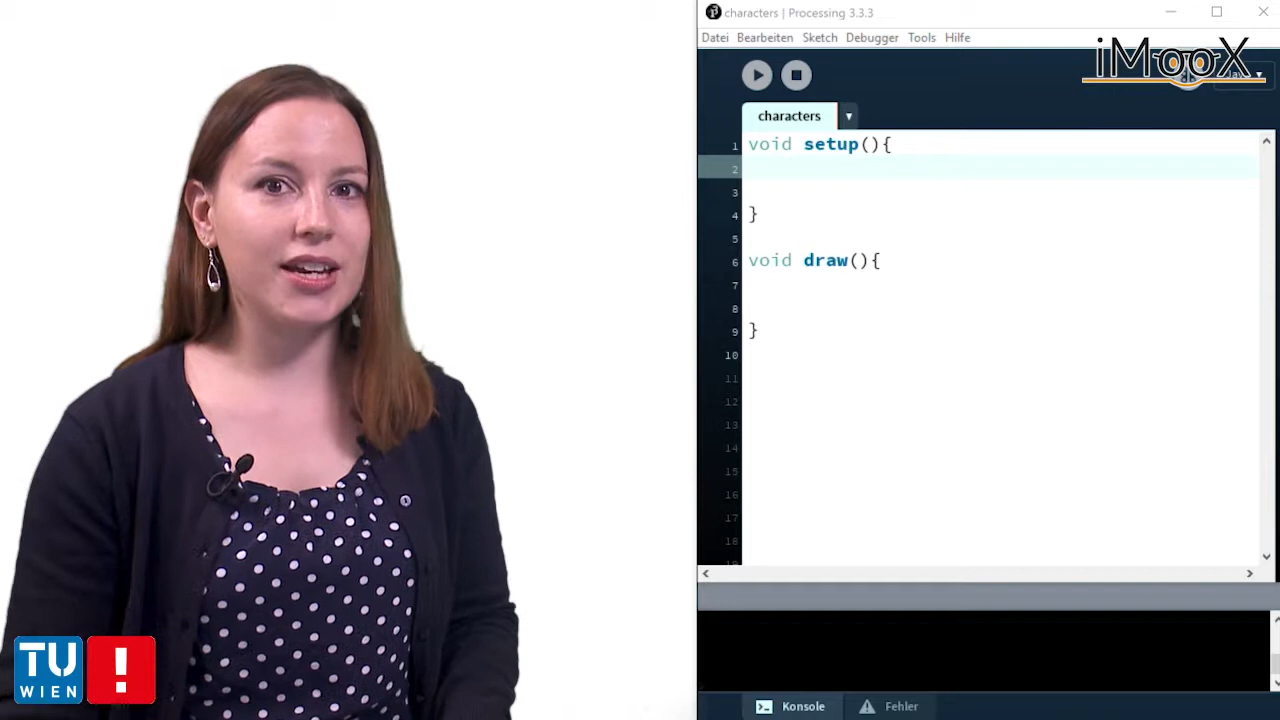 characters | Processing 3.3.3
Datei Bearbeiten Sketch Debugger Tools Hilfe
iMooX
characters
1 void setup(){
2
3
4 }
5
6 void draw(){
7
8
9 }
10
11
12
13
14
15
16
17
18
TU
WIEN
!
Konsole
Fehler